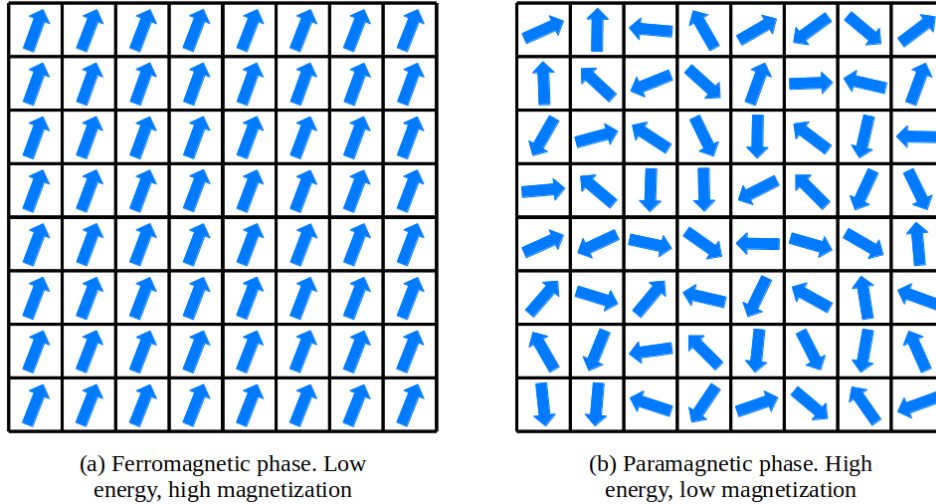 (a) Ferromagnetic phase. Low
energy, high magnetization
(b) Paramagnetic phase. High
energy, low magnetization